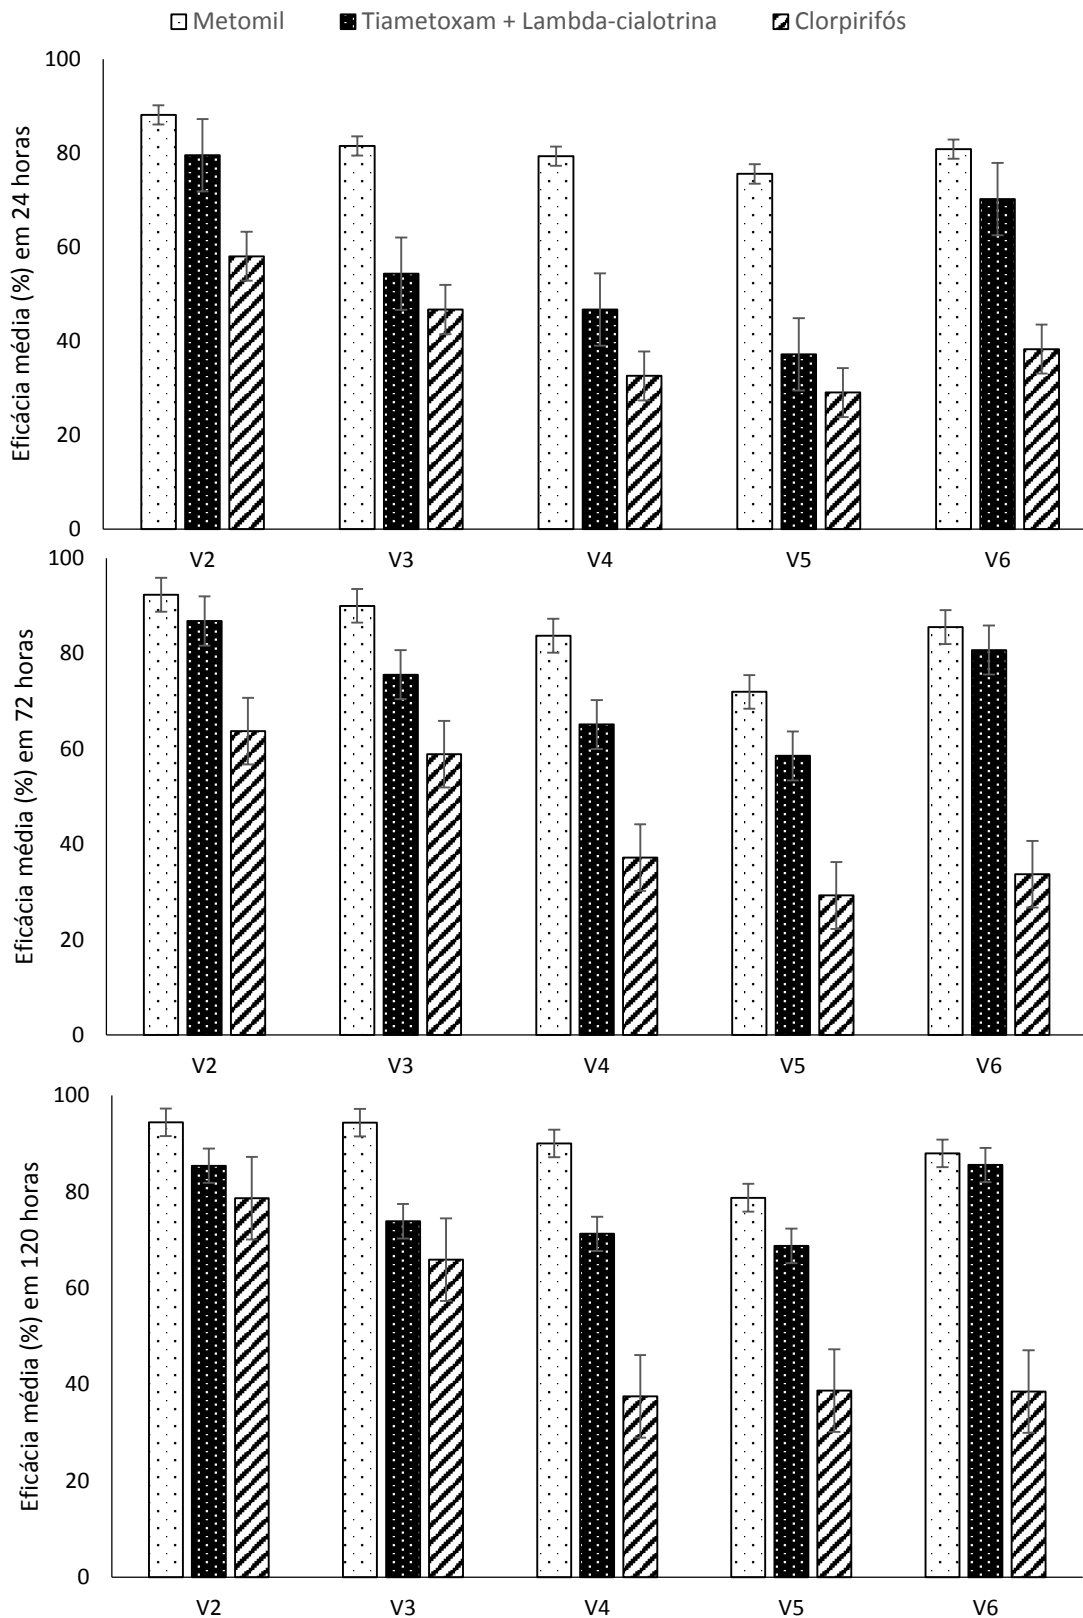 Metomil Tiametoxam + Lambda-cialotrina Clorpirifós
Eficácia média (%) em 24 horas
100
80
60
40
20
0
V2 V3 V4 V5 V6
Eficácia média (%) em 72 horas
100
80
60
40
20
0
V2 V3 V4 V5 V6
Eficácia média (%) em 120 horas
100
80
60
40
20
0
V2 V3 V4 V5 V6